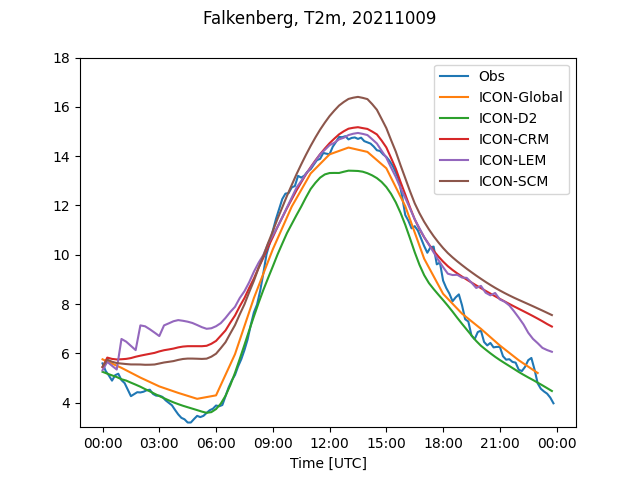 Falkenberg, T2m, 20211009
18
16
14
12
10
8
6
4
Obs
ICON-Global
ICON-D2
ICON-CRM
ICON-LEM
ICON-SCM
00:00 03:00 06:00 09:00 12:00 15:00 18:00 21:00 00:00
Time [UTC]